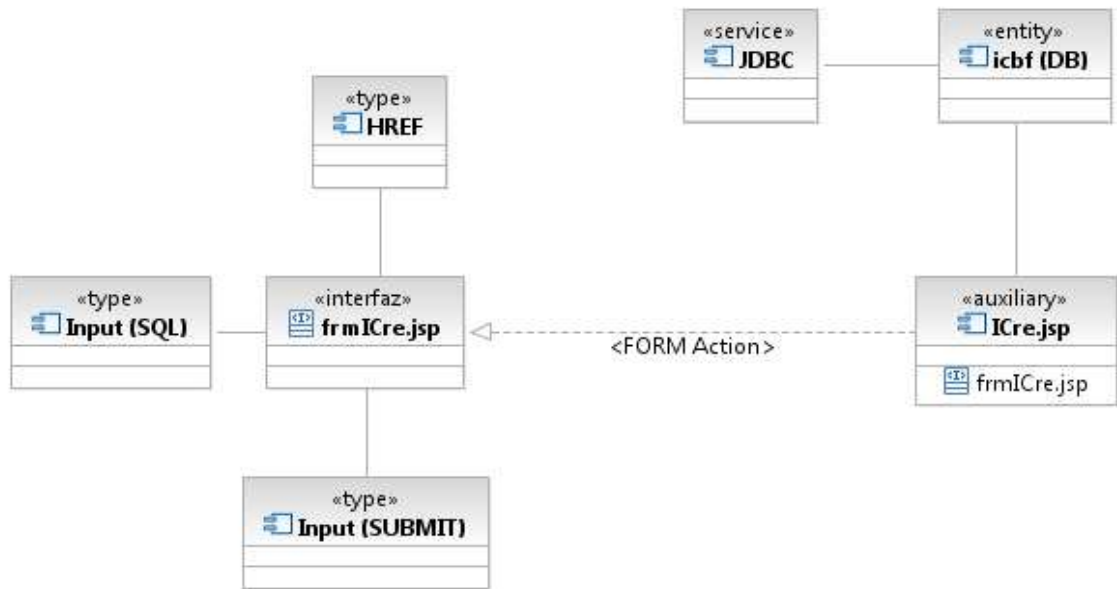 «service»
JDBC
«entity»
icbf (DB)
«type»
HREF
«type»
Input (SQL)
«interfaz»
frmICre.jsp
<FORM Action>
«auxiliary»
ICre.jsp
frmICre.jsp
«type»
Input (SUBMIT)